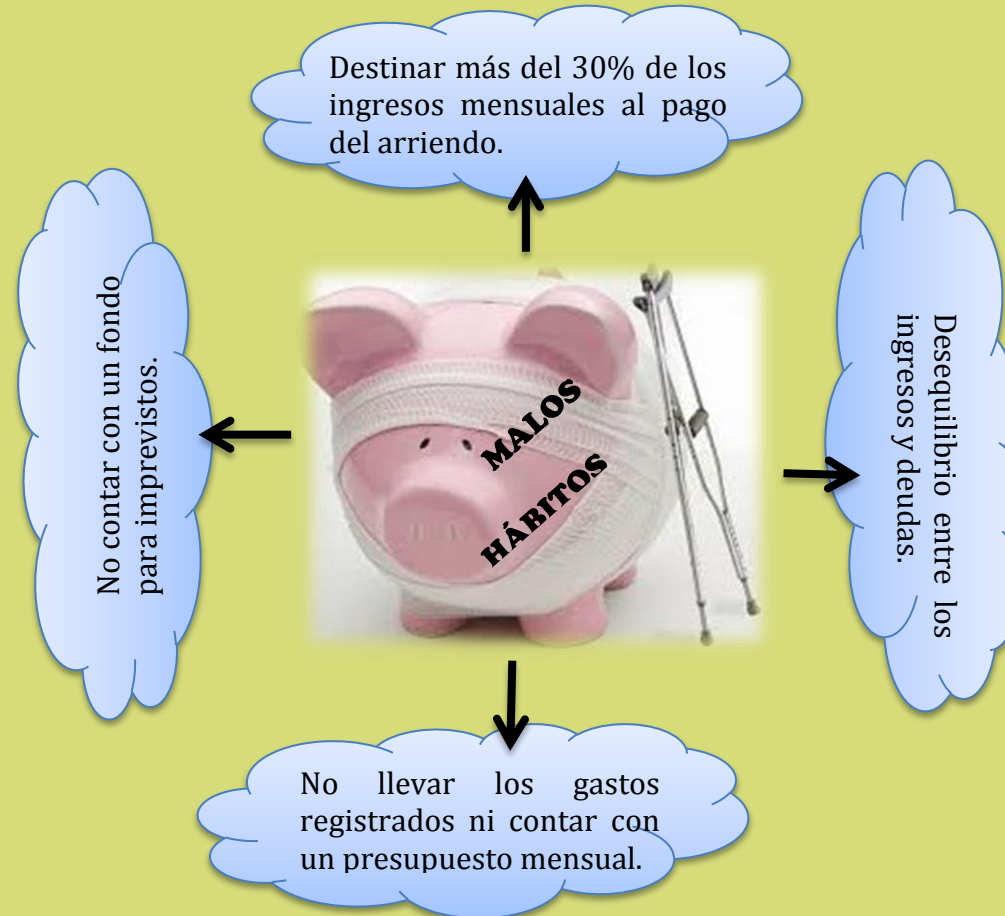 Destinar más del 30% de los
ingresos mensuales al pago
del arriendo.
No contar con un fondo
para imprevistos.
MALOS
HÁBITOS
Desequilibrio entre los
ingresos y deudas.
No llevar los gastos
registrados ni contar con
un presupuesto mensual.